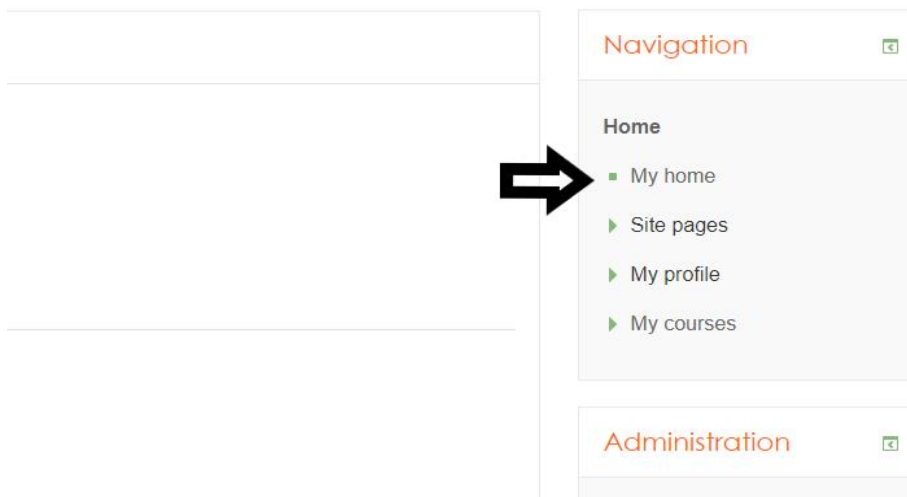 Navigation
Home
My home
Site pages
My profile
My courses
Administration